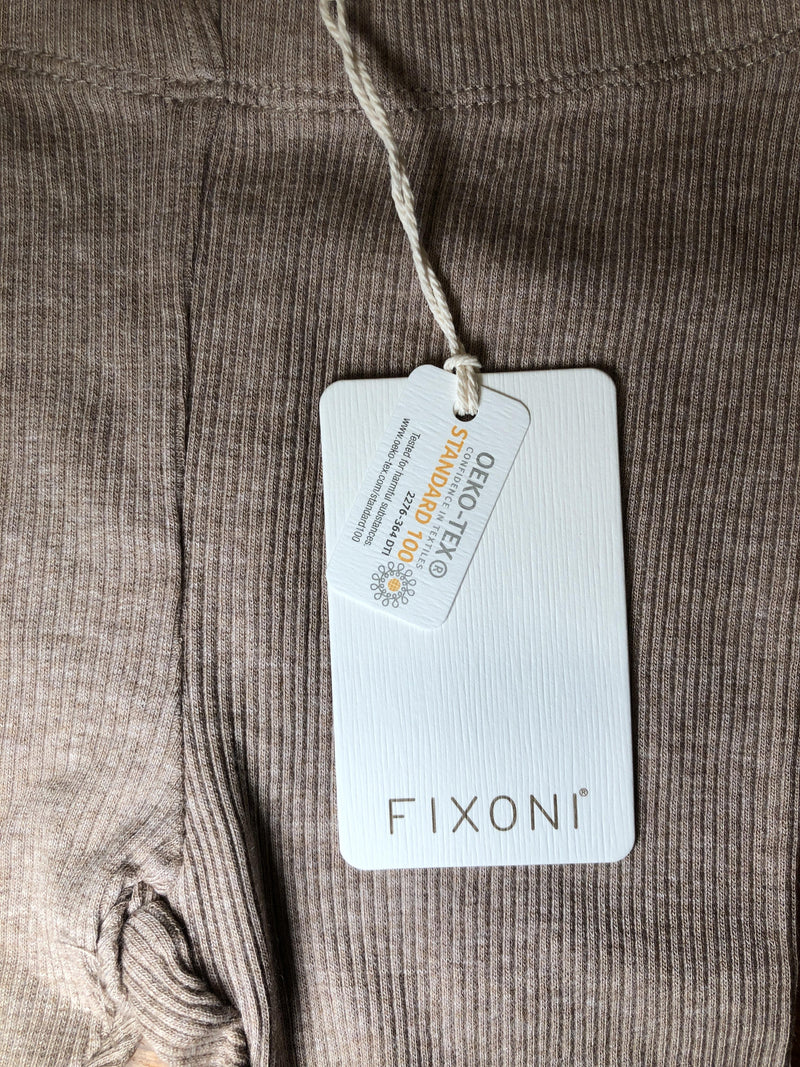 OEKO-TEX®
CONFIDENCE IN TEXTILES
STANDARD 100
2276-364 DTI
Tested for harmful substances.
www.oeko-tex.com/standard100
FIXONI®